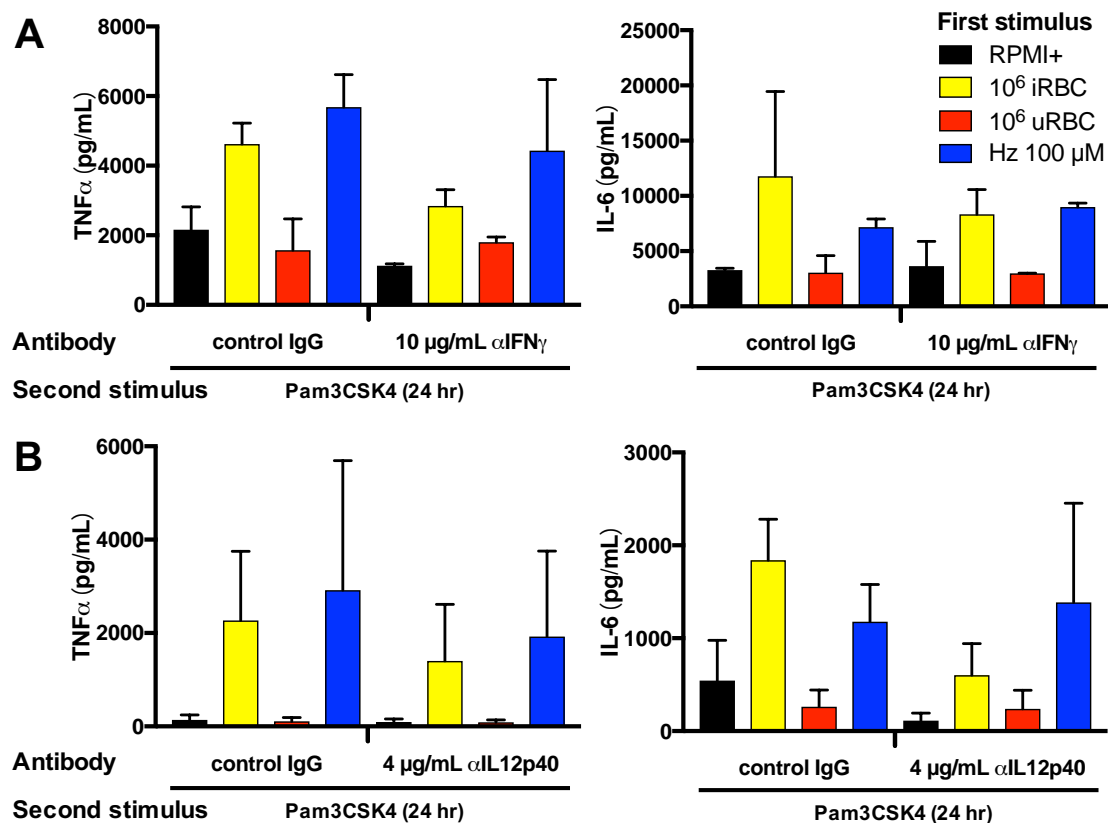 A
TNFα (pg/mL)
8000
6000
4000
2000
0
IL-6 (pg/mL)
25000
20000
15000
10000
5000
0
First stimulus
RPMI+
10⁶ iRBC
10⁶ uRBC
Hz 100 µM
Antibody
control IgG
10 µg/mL αIFNγ
control IgG
10 µg/mL αIFNγ
Second stimulus
Pam3CSK4 (24 hr)
Pam3CSK4 (24 hr)
B
TNFα (pg/mL)
6000
4000
2000
0
IL-6 (pg/mL)
3000
2000
1000
0
Antibody
control IgG
4 µg/mL αIL12p40
control IgG
4 µg/mL αIL12p40
Second stimulus
Pam3CSK4 (24 hr)
Pam3CSK4 (24 hr)